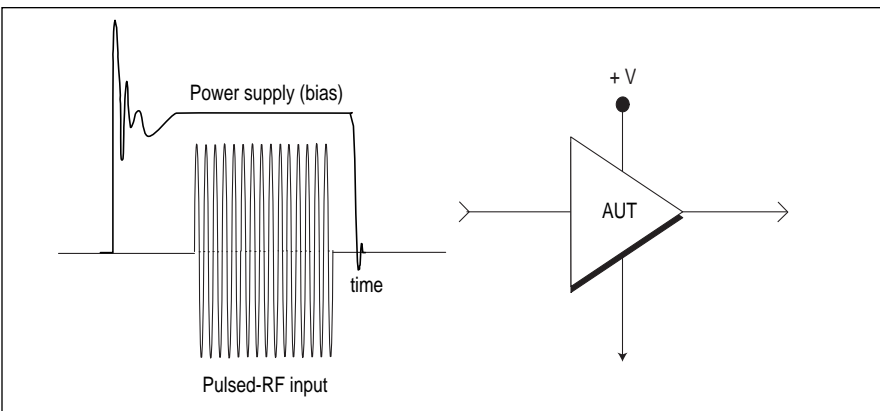 Power supply (bias)
time
Pulsed-RF input
+ V
AUT